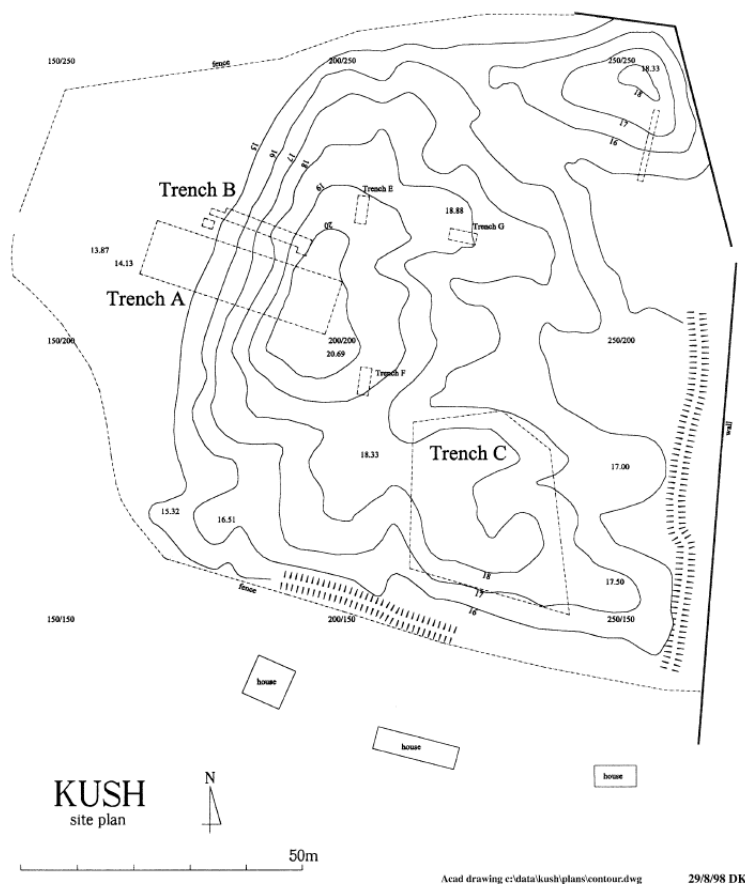 150/250
fence
200/250
250/250
18.33
18
17
16
15
16
17
18
19
20
Trench B
Trench E
18.88
Trench G
13.87
14.13
Trench A
150/200
200/200
20.69
250/200
Trench F
wall
18.33
Trench C
17.00
15.32
16.51
18
17
16
17.50
fence
150/150
200/150
250/150
house
house
house
KUSH
site plan
N
50m
Acad drawing c:\data\kush\plans\contour.dwg
29/8/98 DK